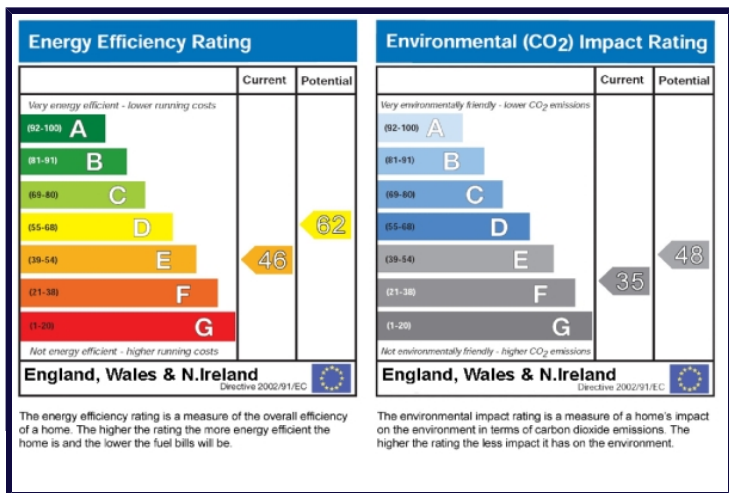 Energy Efficiency Rating
Current Potential
Very energy efficient - lower running costs
(92-100) A
(81-91) B
(69-80) C
(55-68) D
62
(39-54) E
46
(21-38) F
(1-20) G
Not energy efficient - higher running costs
England, Wales & N.Ireland
Directive 2002/91/EC
The energy efficiency rating is a measure of the overall efficiency
of a home. The higher the rating the more energy efficient the
home is and the lower the fuel bills will be.
Environmental (CO2) Impact Rating
Current Potential
Very environmentally friendly - lower CO2 emissions
(92-100) A
(81-91) B
(69-80) C
(55-68) D
(39-54) E
48
(21-38) F
35
(1-20) G
Not environmentally friendly - higher CO2 emissions
England, Wales & N.Ireland
Directive 2002/91/EC
The environmental impact rating is a measure of a home's impact
on the environment in terms of carbon dioxide emissions. The
higher the rating the less impact it has on the environment.